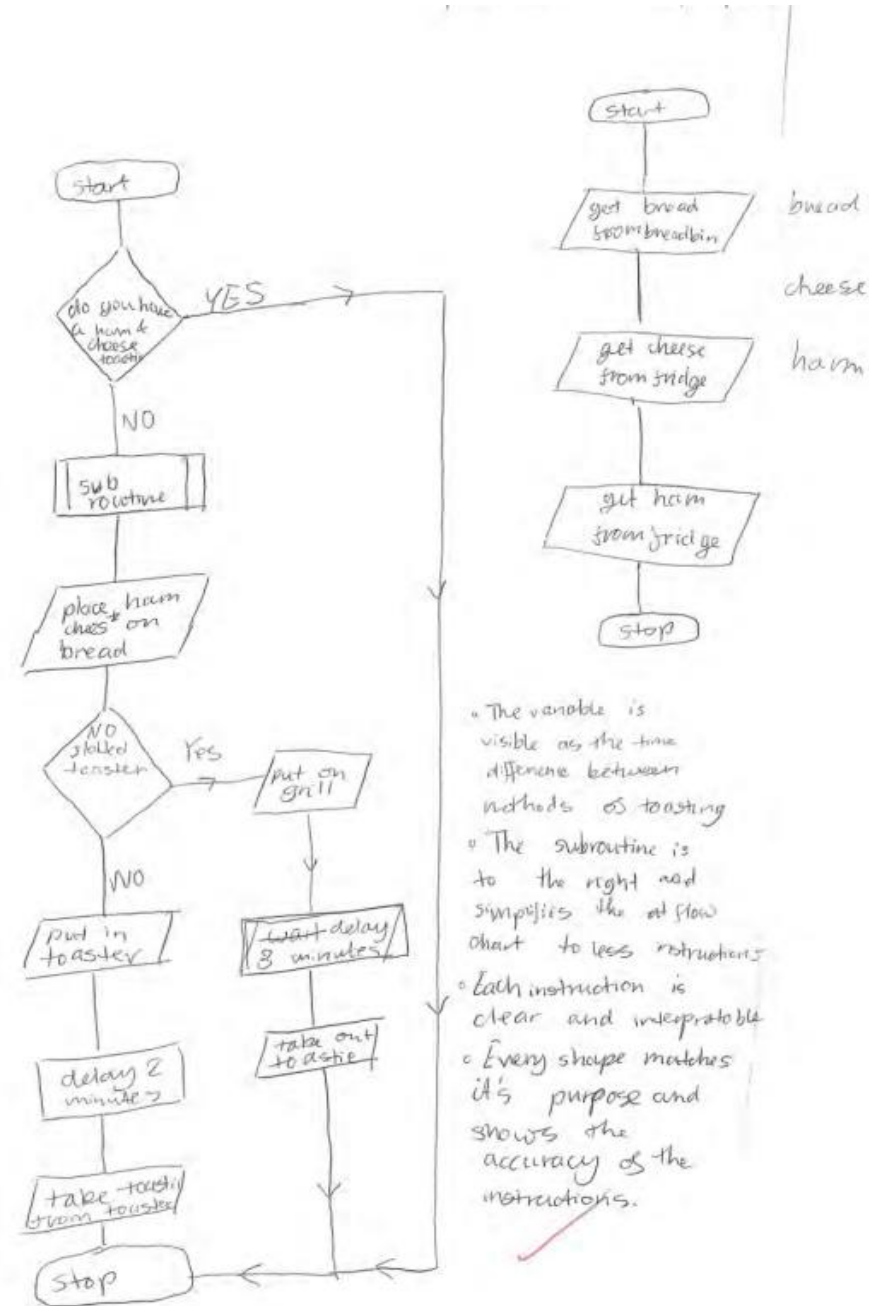 start
do you have
a ham &
cheese
toastie
YES
NO
sub
routine
place ham
chees + on
bread
NO
slotted
toaster
Yes
put on
grill
wait delay
3 minutes
take out
toastie
NO
put in
toaster
delay 2
minutes
take toastie
from toaster
stop
start
get bread
from breadbin
get cheese
from fridge
get ham
from fridge
stop
bread
cheese
ham
• The variable is
visible as the time
difference between
methods of toasting
• The subroutine is
to the right and
simplifies the flow
chart to less instructions
• Each instruction is
clear and interpratoble
• Every shape matches
it's purpose and
shows the
accuracy of the
instructions.